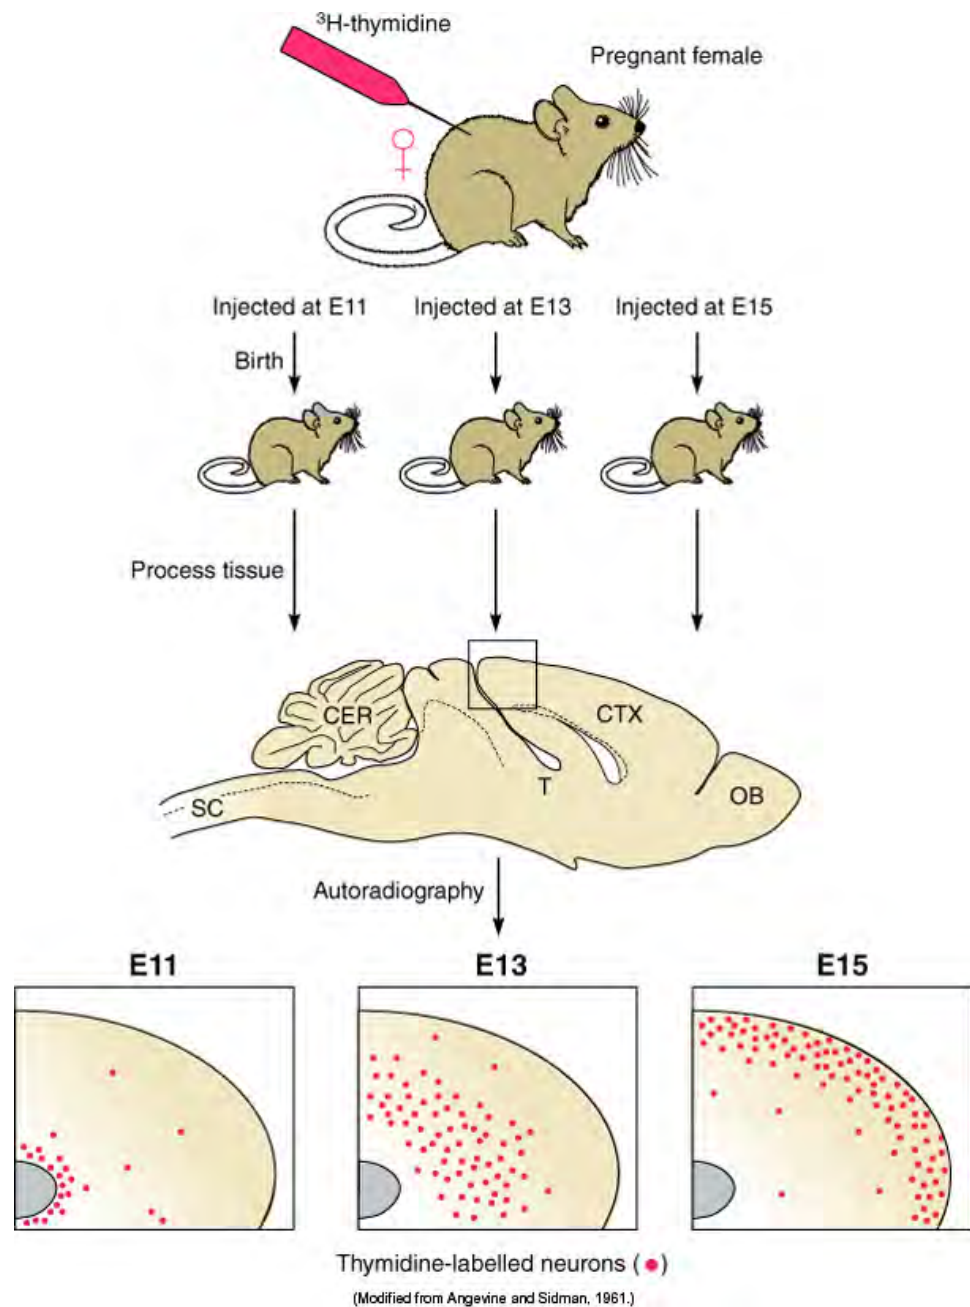 ³H-thymidine
Pregnant female
♀
Injected at E11
Injected at E13
Injected at E15
Birth
Process tissue
CER
CTX
T
OB
SC
Autoradiography
E11
E13
E15
Thymidine-labelled neurons (●)
(Modified from Angevine and Sidman, 1961.)